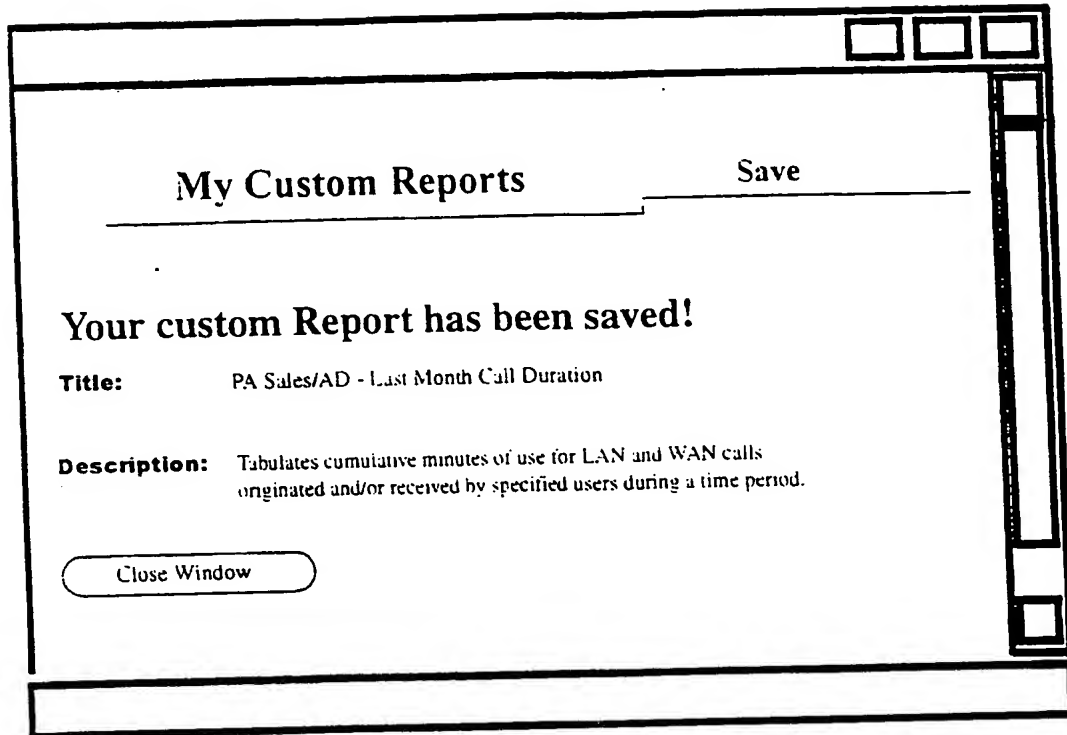 My Custom Reports Save
Your custom Report has been saved!
Title: PA Sales/AD - Last Month Call Duration
Description: Tabulates cumulative minutes of use for LAN and WAN calls
originated and/or received by specified users during a time period.
Close Window